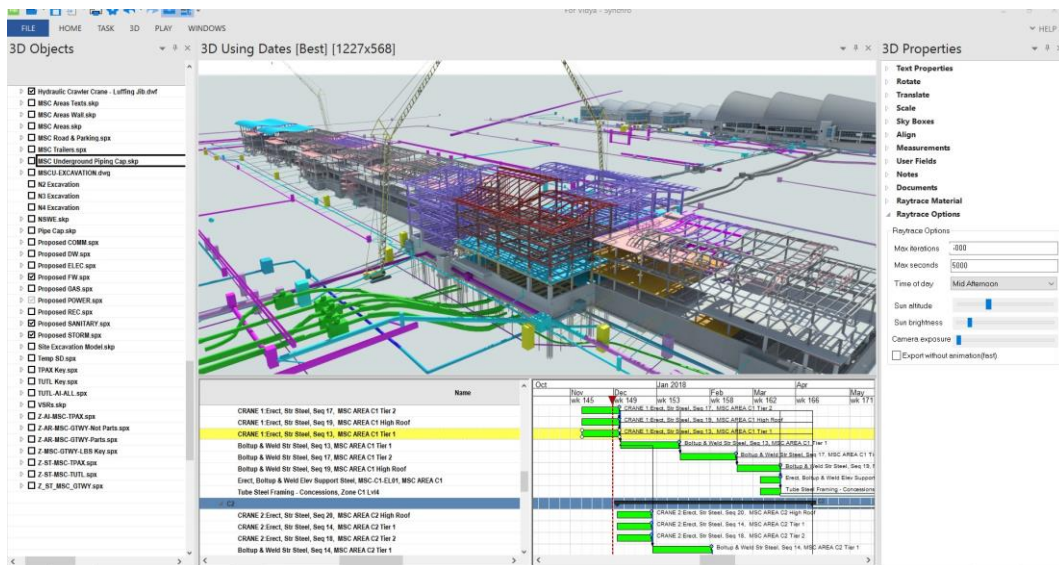 For Vidya - Synchro
FILE HOME TASK 3D PLAY WINDOWS
HELP
3D Objects
Hydraulic Crawler Crane - Luffing Jib.dwf
MSC Areas Texts.skp
MSC Areas Wall.skp
MSC Areas.skp
MSC Road & Parking.spx
MSC Trailers.spx
MSC Underground Piping Cap.skp
MSCU-EXCAVATION.dwg
N2 Excavation
N3 Excavation
N4 Excavation
NSWE.skp
Pipe Cap.skp
Proposed COMM.spx
Proposed DW.spx
Proposed ELEC.spx
Proposed FW.spx
Proposed GAS.spx
Proposed POWER.spx
Proposed REC.spx
Proposed SANITARY.spx
Proposed STORM.spx
Site Excavation Model.skp
Temp SD.spx
TPAX Key.spx
TUTL Key.spx
TUTL-AI-ALL.spx
VSRs.skp
Z-AI-MSC-TPAX.spx
Z-AR-MSC-GTWY-Not Parts.spx
Z-AR-MSC-GTWY-Parts.spx
Z-MSC-GTWY-LBS Key.spx
Z-ST-MSC-TPAX.spx
Z-ST-MSC-TUTL.spx
Z_ST_MSC_GTWY.spx
3D Using Dates [Best] [1227x568]
Name
CRANE 1:Erect, Str Steel, Seq 17, MSC AREA C1 Tier 2
CRANE 1:Erect, Str Steel, Seq 19, MSC AREA C1 High Roof
CRANE 1:Erect, Str Steel, Seq 13, MSC AREA C1 Tier 1
Boltup & Weld Str Steel, Seq 13, MSC AREA C1 Tier 1
Boltup & Weld Str Steel, Seq 17, MSC AREA C1 Tier 2
Boltup & Weld Str Steel, Seq 19, MSC AREA C1 High Roof
Erect, Boltup & Weld Elev Support Steel, MSC-C1-EL01, MSC AREA C1
Tube Steel Framing - Concessions, Zone C1 Lvl4
C2
CRANE 2:Erect, Str Steel, Seq 20, MSC AREA C2 High Roof
CRANE 2:Erect, Str Steel, Seq 14, MSC AREA C2 Tier 1
CRANE 2:Erect, Str Steel, Seq 18, MSC AREA C2 Tier 2
Boltup & Weld Str Steel, Seq 14, MSC AREA C2 Tier 1
Oct Jan 2018 Apr
Nov Dec Feb Mar May
wk 145 wk 149 wk 153 wk 158 wk 162 wk 166 wk 171
CRANE 1:Erect, Str Steel, Seq 17, MSC AREA C1 Tier 2
CRANE 1:Erect, Str Steel, Seq 19, MSC AREA C1 High Roof
CRANE 1:Erect, Str Steel, Seq 13, MSC AREA C1 Tier 1
Boltup & Weld Str Steel, Seq 13, MSC AREA C1 Tier 1
Boltup & Weld Str Steel, Seq 17, MSC AREA C1 Ti
Boltup & Weld Str Steel, Seq 19,
Erect, Boltup & Weld Elev Suppor
Tube Steel Framing - Concessions
CRANE 2:Erect, Str Steel, Seq 20, MSC AREA C2 High Roof
CRANE 2:Erect, Str Steel, Seq 14, MSC AREA C2 Tier 1
CRANE 2:Erect, Str Steel, Seq 18, MSC AREA C2 Tier 2
Boltup & Weld Str Steel, Seq 14, MSC AREA C2 Tier 1
3D Properties
Text Properties
Rotate
Translate
Scale
Sky Boxes
Align
Measurements
User Fields
Notes
Documents
Raytrace Material
Raytrace Options
Raytrace Options
Max iterations
Max seconds 5000
Time of day Mid Afternoon
Sun altitude
Sun brightness
Camera exposure
Export without animation(fast)